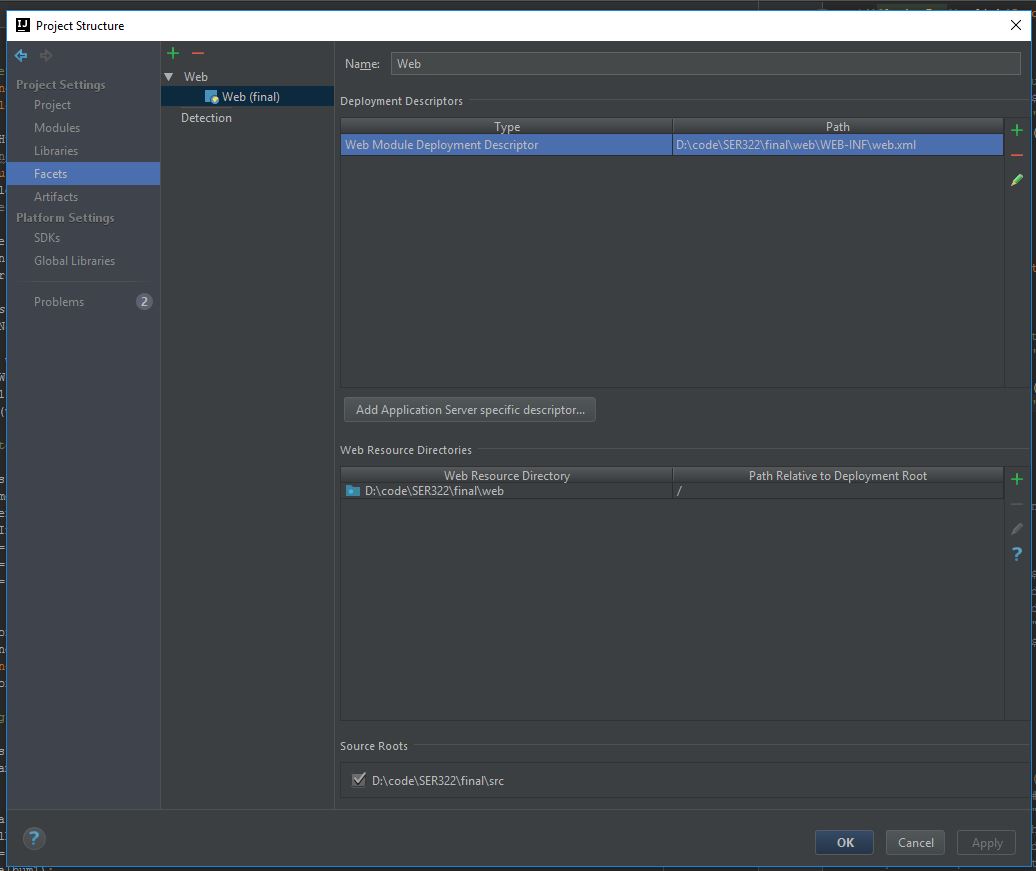 Project Structure
Project Settings
Project
Modules
Libraries
Facets
Artifacts
Platform Settings
SDKs
Global Libraries
Problems 2
Web
Web (final)
Detection
Name: Web
Deployment Descriptors
Type Path
Web Module Deployment Descriptor D:\code\SER322\final\web\WEB-INF\web.xml
Add Application Server specific descriptor...
Web Resource Directories
Web Resource Directory Path Relative to Deployment Root
D:\code\SER322\final\web /
Source Roots
D:\code\SER322\final\src
? OK Cancel Apply